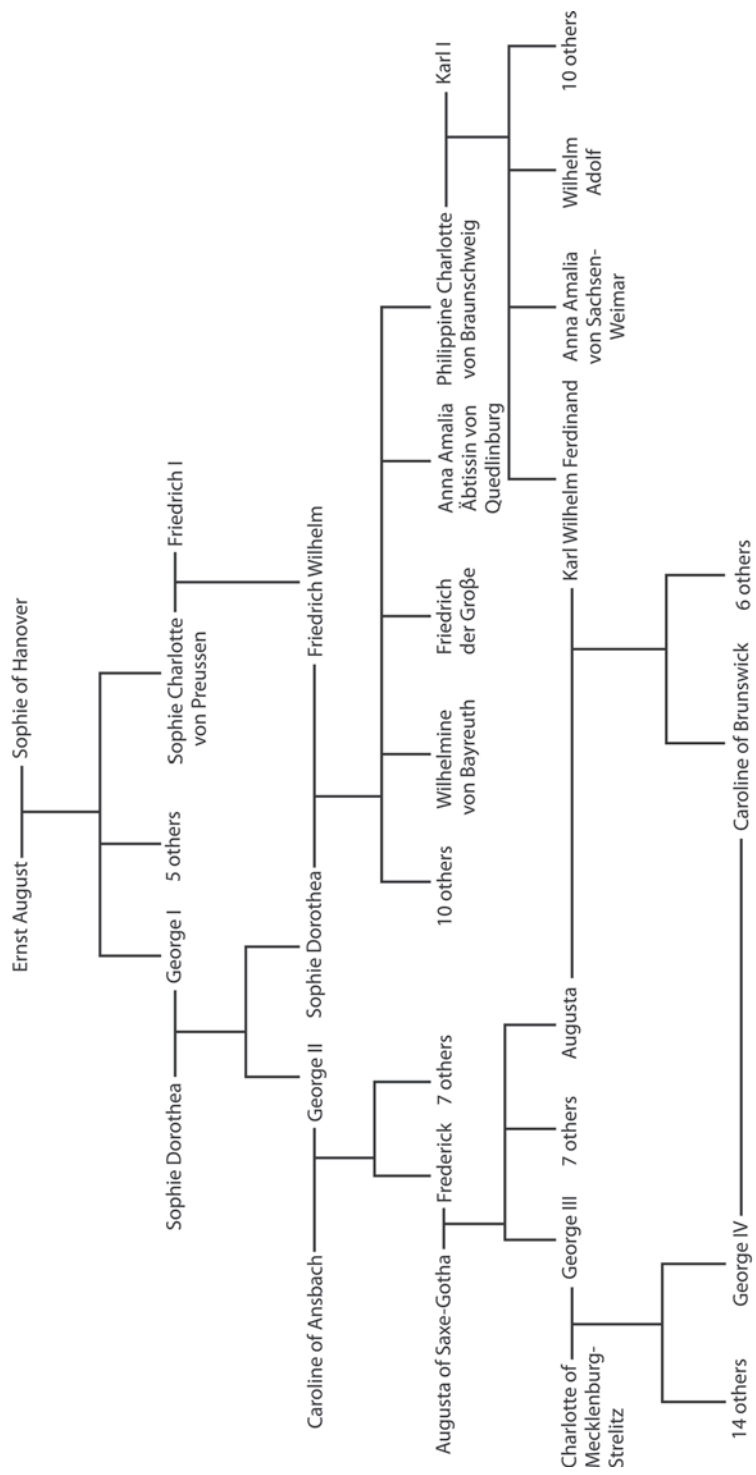 Ernst August
Sophie of Hanover
Sophie Dorothea
George I
5 others
Sophie Charlotte
von Preussen
Friedrich I
Caroline of Ansbach
George II
Sophie Dorothea
Friedrich Wilhelm
Augusta of Saxe-Gotha
Frederick
7 others
10 others
Wilhelmine
von Bayreuth
Friedrich
der Große
Anna Amalia
Äbtissin von
Quedlinburg
Philippine Charlotte
von Braunschweig
Karl I
Charlotte of
Mecklenburg-
Strelitz
George III
7 others
Augusta
Karl Wilhelm Ferdinand
Anna Amalia
von Sachsen-
Weimar
Wilhelm
Adolf
10 others
14 others
George IV
Caroline of Brunswick
6 others